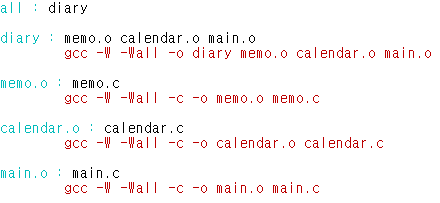 all : diary
diary : memo.o calendar.o main.o
gcc -W -Wall -o diary memo.o calendar.o main.o
memo.o : memo.c
gcc -W -Wall -c -o memo.o memo.c
calendar.o : calendar.c
gcc -W -Wall -c -o calendar.o calendar.c
main.o : main.c
gcc -W -Wall -c -o main.o main.c